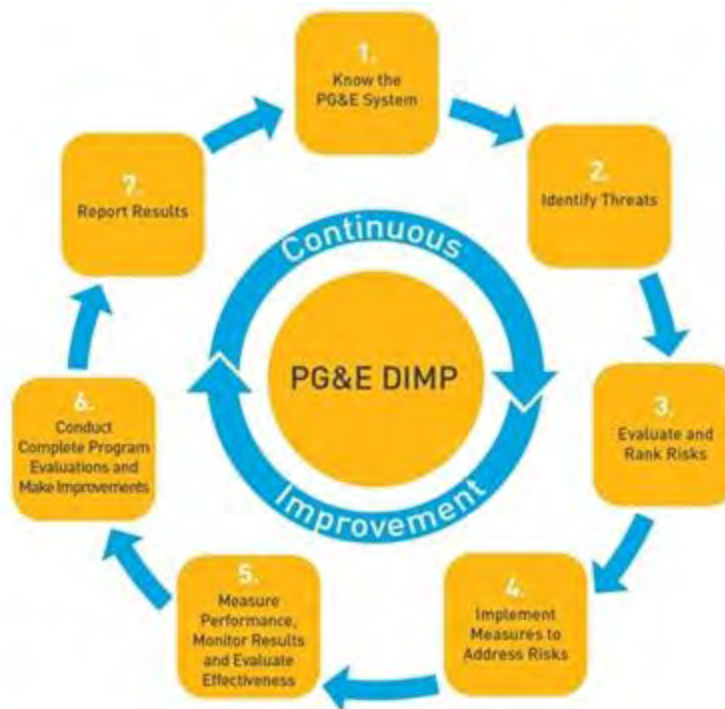 1.
Know the
PG&E System
2.
Identify Threats
3.
Evaluate and
Rank Risks
4.
Implement
Measures to
Address Risks
5.
Measure
Performance,
Monitor Results
and Evaluate
Effectiveness
6.
Conduct
Complete Program
Evaluations and
Make Improvements
7.
Report Results
Continuous
Improvement
PG&E DIMP